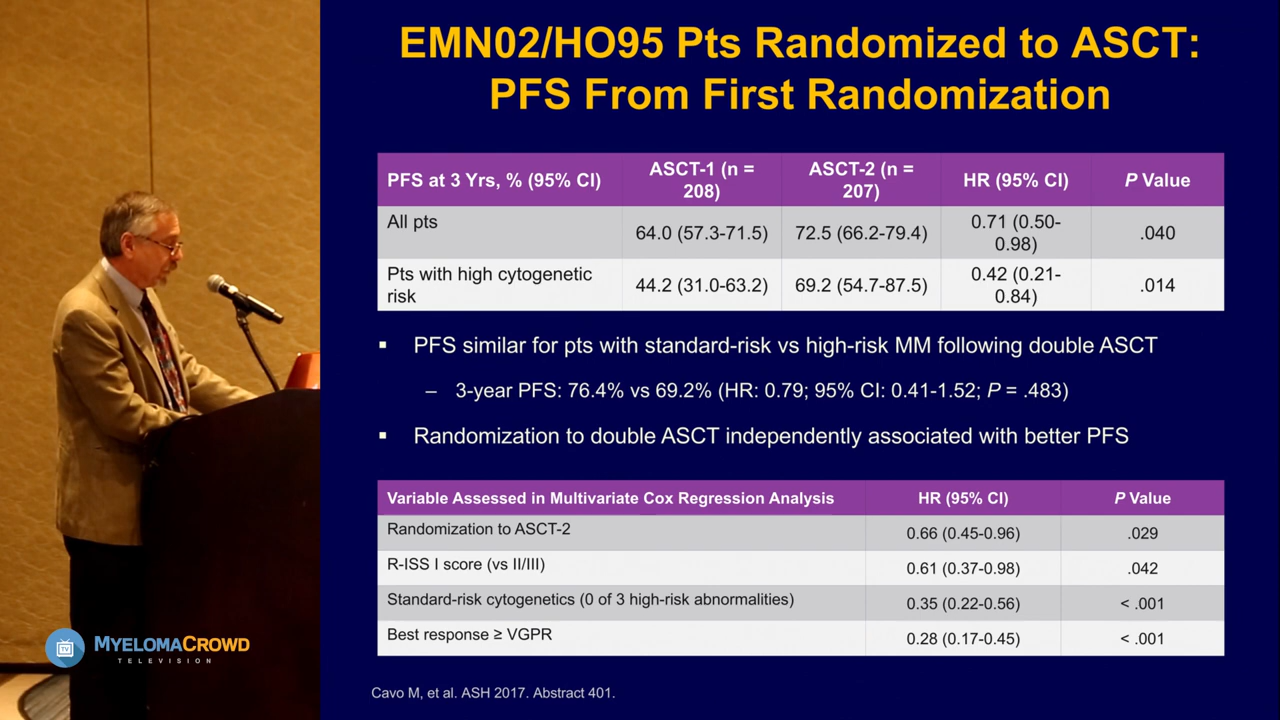 EMN02/HO95 Pts Randomized to ASCT:
PFS From First Randomization
PFS at 3 Yrs, % (95% CI)
ASCT-1 (n =
208)
ASCT-2 (n =
207)
HR (95% CI)
P Value
All pts
64.0 (57.3-71.5)
72.5 (66.2-79.4)
0.71 (0.50-
0.98)
.040
Pts with high cytogenetic
risk
44.2 (31.0-63.2)
69.2 (54.7-87.5)
0.42 (0.21-
0.84)
.014
▪ PFS similar for pts with standard-risk vs high-risk MM following double ASCT
– 3-year PFS: 76.4% vs 69.2% (HR: 0.79; 95% CI: 0.41-1.52; P = .483)
▪ Randomization to double ASCT independently associated with better PFS
Variable Assessed in Multivariate Cox Regression Analysis
HR (95% CI)
P Value
Randomization to ASCT-2
0.66 (0.45-0.96)
.029
R-ISS I score (vs II/III)
0.61 (0.37-0.98)
.042
Standard-risk cytogenetics (0 of 3 high-risk abnormalities)
0.35 (0.22-0.56)
< .001
Best response ≥ VGPR
0.28 (0.17-0.45)
< .001
Cavo M, et al. ASH 2017. Abstract 401.
TV
MYELOMACROWD
TELEVISION